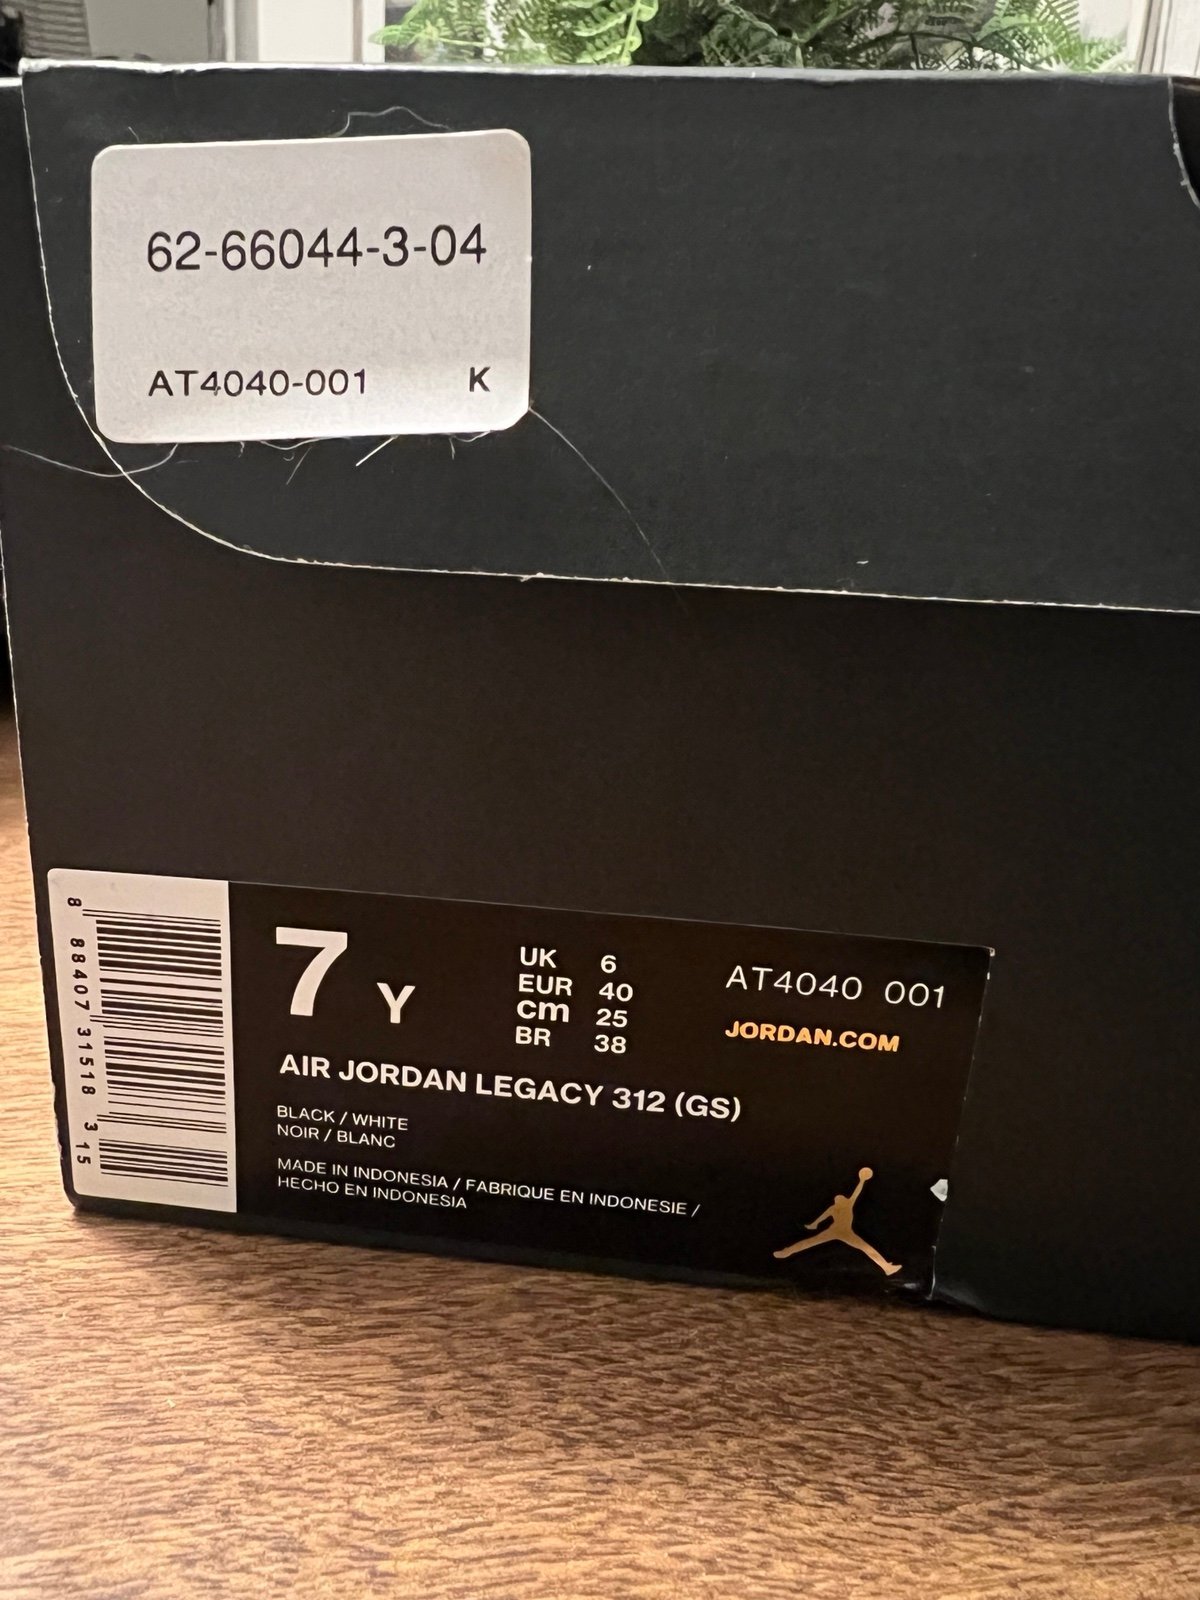 62-66044-3-04
AT4040-001 K
8 88407 31518 3 15
7 Y
UK 6
EUR 40
cm 25
BR 38
AT4040 001
JORDAN.COM
AIR JORDAN LEGACY 312 (GS)
BLACK / WHITE
NOIR / BLANC
MADE IN INDONESIA / FABRIQUE EN INDONESIE /
HECHO EN INDONESIA